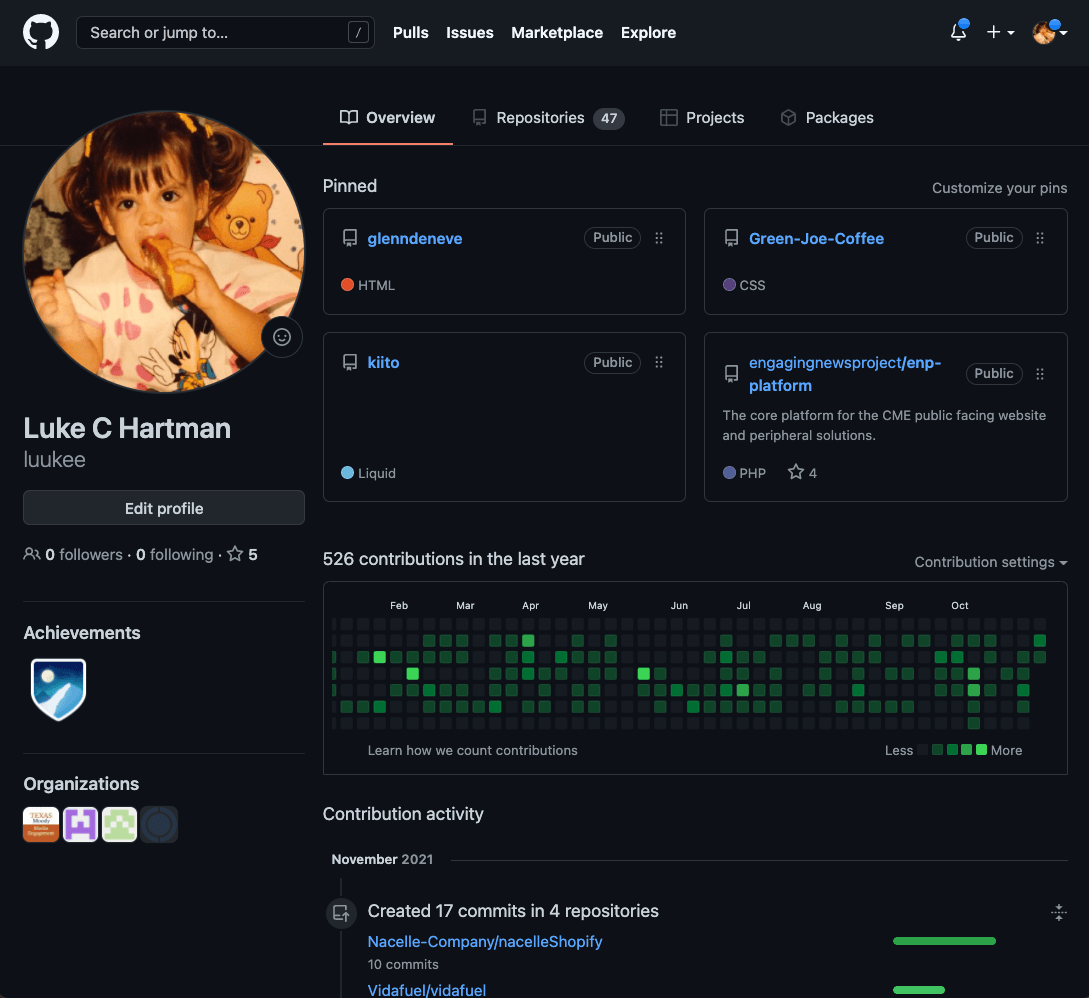 Search or jump to... /
Pulls
Issues
Marketplace
Explore
Overview
Repositories 47
Projects
Packages
Luke C Hartman
luukee
Edit profile
0 followers · 0 following · 5
Achievements
Organizations
TEXAS
Moody
Media
Engagement
Pinned
Customize your pins
glenndeneve Public
HTML
Green-Joe-Coffee Public
CSS
kiito Public
Liquid
engagingnewsproject/enp-
platform
Public
The core platform for the CME public facing website
and peripheral solutions.
PHP 4
526 contributions in the last year
Contribution settings
Feb Mar Apr May Jun Jul Aug Sep Oct
Learn how we count contributions
Less More
Contribution activity
November 2021
Created 17 commits in 4 repositories
Nacelle-Company/nacelleShopify
10 commits
Vidafuel/vidafuel